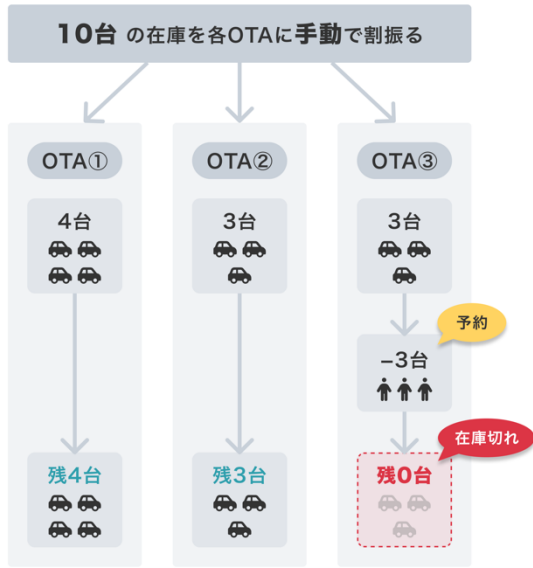 10台 の在庫を各OTAに手動で割振る
OTA①
OTA②
OTA③
4台
3台
3台
予約
–3台
在庫切れ
残4台
残3台
残0台